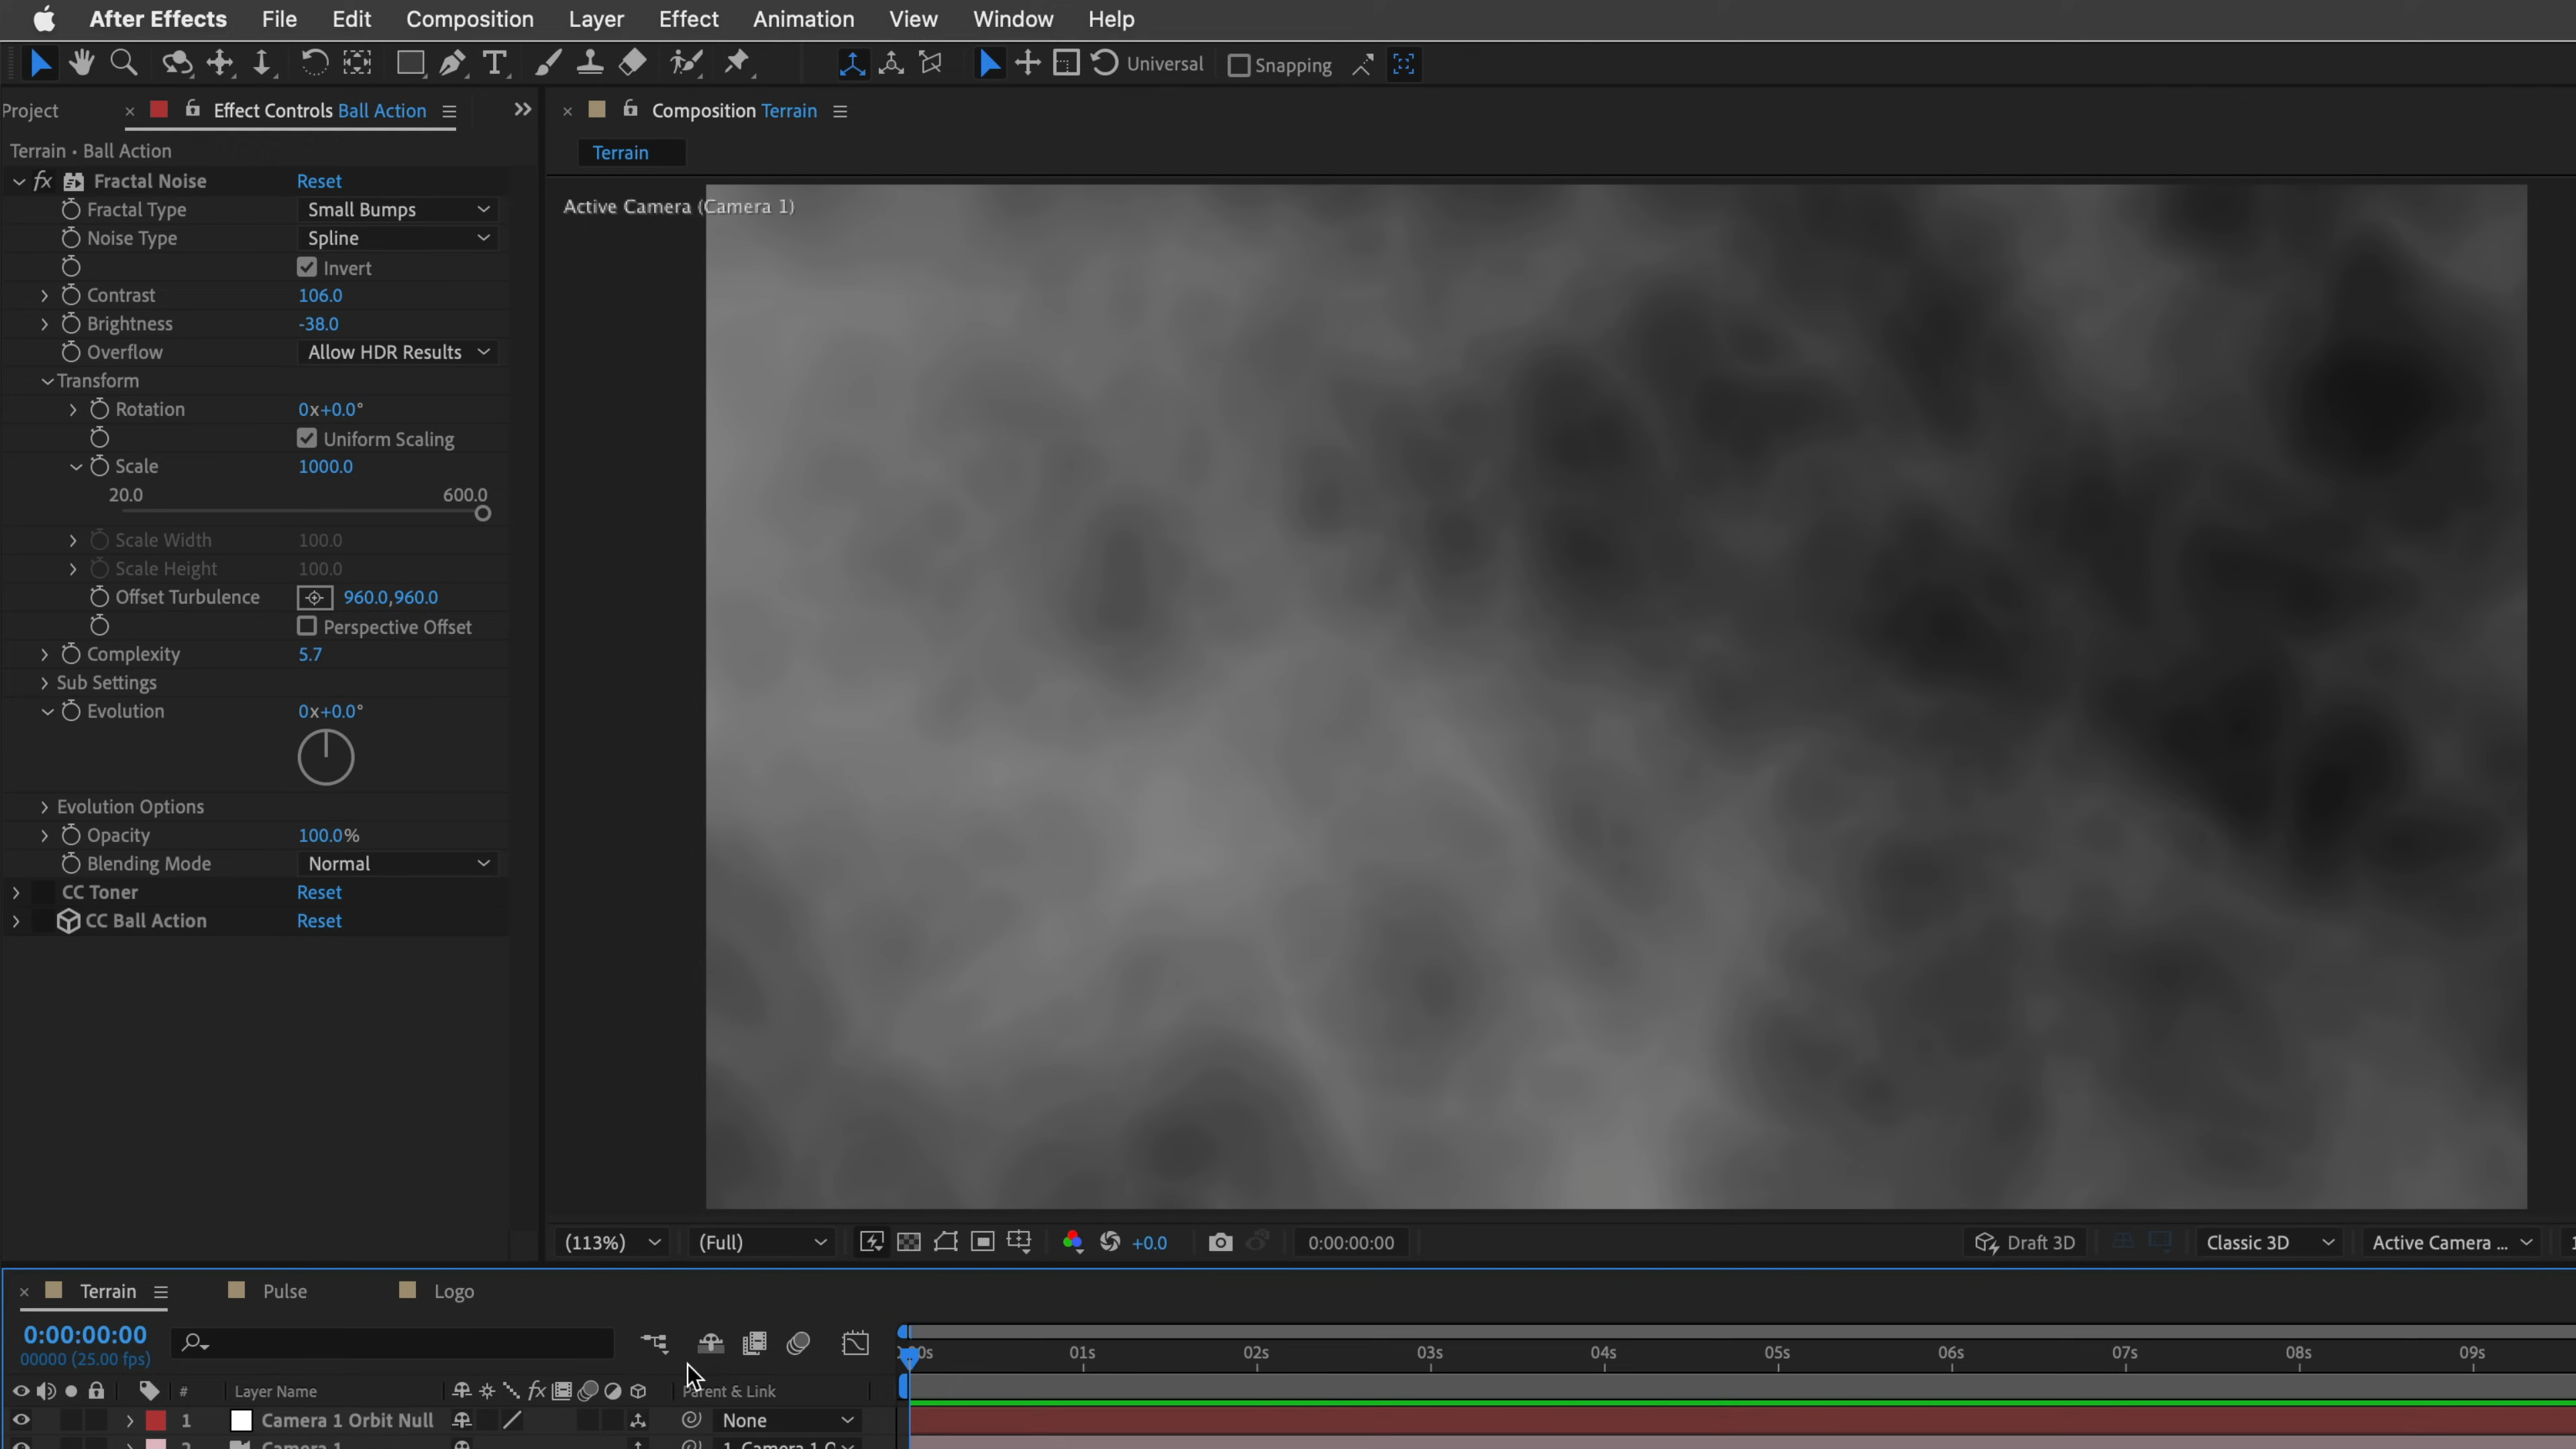 After Effects File Edit Composition Layer Effect Animation View Window Help
Universal Snapping
Project Effect Controls Ball Action
Composition Terrain
Terrain
Terrain • Ball Action
Fractal Noise Reset
Fractal Type Small Bumps
Noise Type Spline
Invert
Contrast 106.0
Brightness -38.0
Overflow Allow HDR Results
Transform
Rotation 0x+0.0°
Uniform Scaling
Scale 1000.0
20.0 600.0
Scale Width 100.0
Scale Height 100.0
Offset Turbulence 960.0,960.0
Perspective Offset
Complexity 5.7
Sub Settings
Evolution 0x+0.0°
Evolution Options
Opacity 100.0%
Blending Mode Normal
CC Toner Reset
CC Ball Action Reset
Active Camera (Camera 1)
(113%) (Full) +0.0 0:00:00:00 Draft 3D Classic 3D Active Camera ...
Terrain Pulse Logo
0:00:00:00
00000 (25.00 fps)
01s 02s 03s 04s 05s 06s 07s 08s 09s
# Layer Name fx Parent & Link
1 Camera 1 Orbit Null None
2 Camera 1 1. Camera 1 O